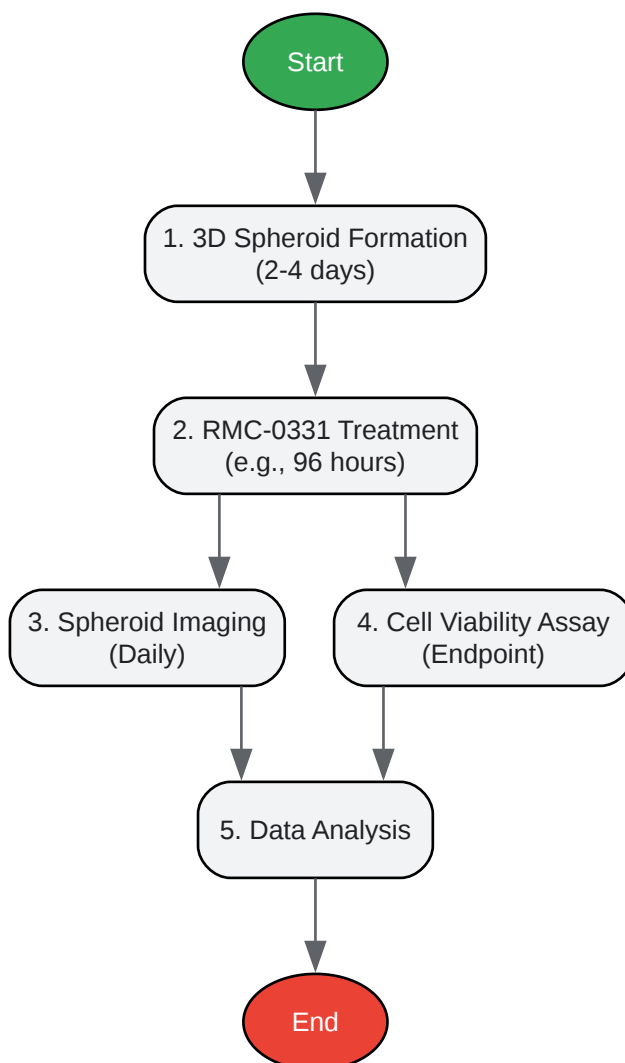 Start
1. 3D Spheroid Formation
(2-4 days)
2. RMC-0331 Treatment
(e.g., 96 hours)
3. Spheroid Imaging
(Daily)
4. Cell Viability Assay
(Endpoint)
5. Data Analysis
End